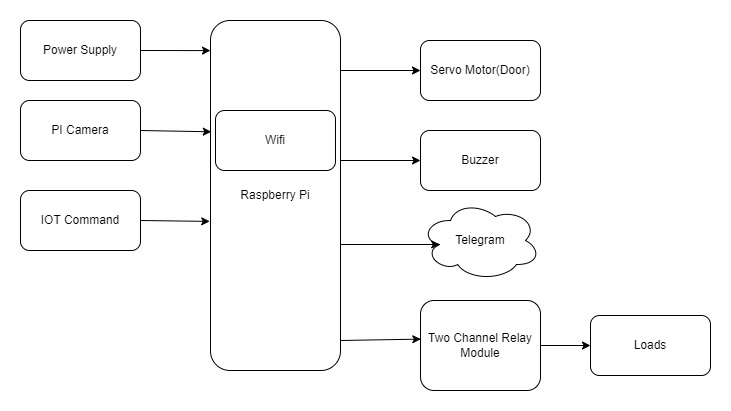 Power Supply
PI Camera
IOT Command
Wifi
Raspberry Pi
Servo Motor(Door)
Buzzer
Telegram
Two Channel Relay
Module
Loads